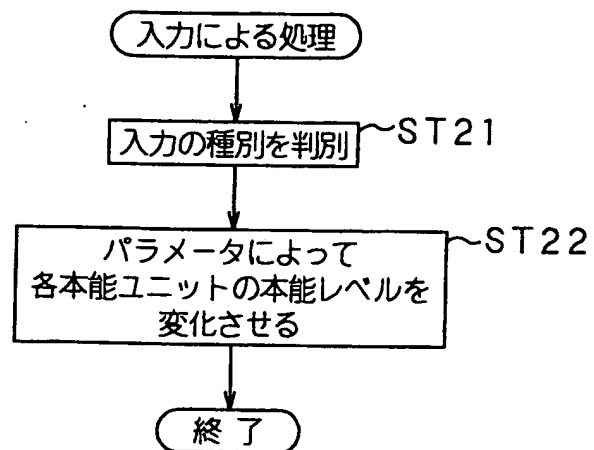 入力による処理
入力の種別を判別
ST21
パラメータによって
各本能ユニットの本能レベルを
変化させる
ST22
終了